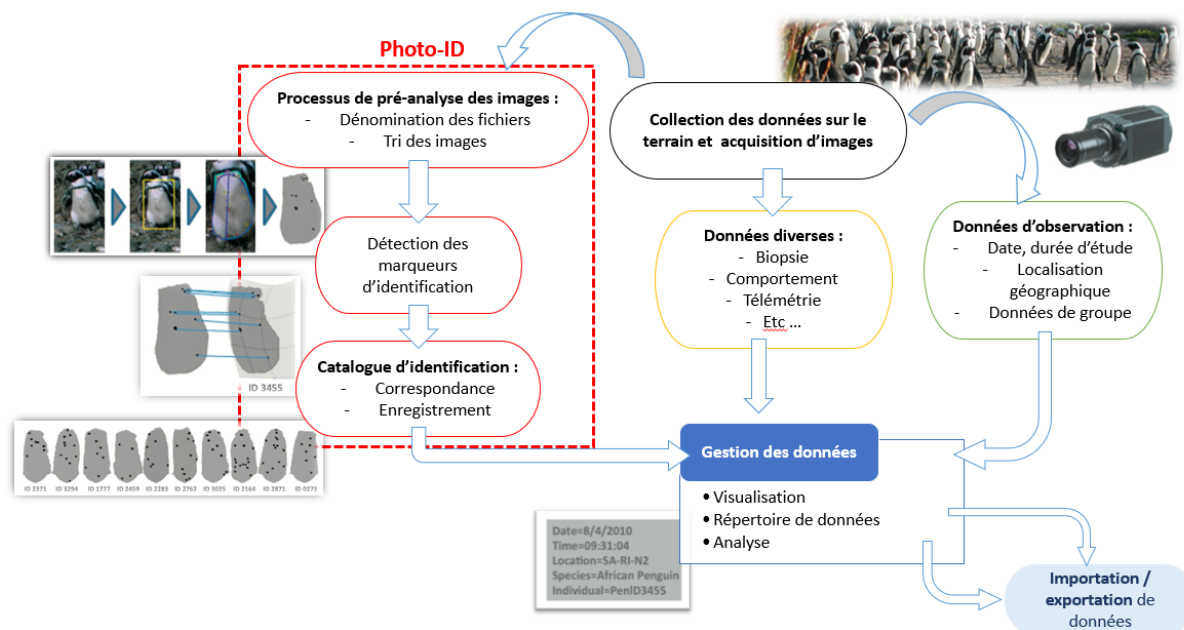 Photo-ID
Processus de pré-analyse des images :
- Dénomination des fichiers
- Tri des images
Collection des données sur le
terrain et acquisition d'images
Détection des
marqueurs
d'identification
Données diverses :
- Biopsie
- Comportement
- Télémétrie
- Etc ...
Données d'observation :
- Date, durée d'étude
- Localisation
géographique
- Données de groupe
ID 3455
Catalogue d'identification :
- Correspondance
- Enregistrement
ID 2371 ID 3294 ID 1777 ID 2459 ID 2283 ID 2762 ID 3025 ID 2164 ID 2871 ID 0273
Gestion des données
• Visualisation
• Répertoire de données
• Analyse
Date=8/4/2010
Time=09:31:04
Location=SA-RI-N2
Species=African Penguin
Individual=PenID3455
Importation /
exportation de
données